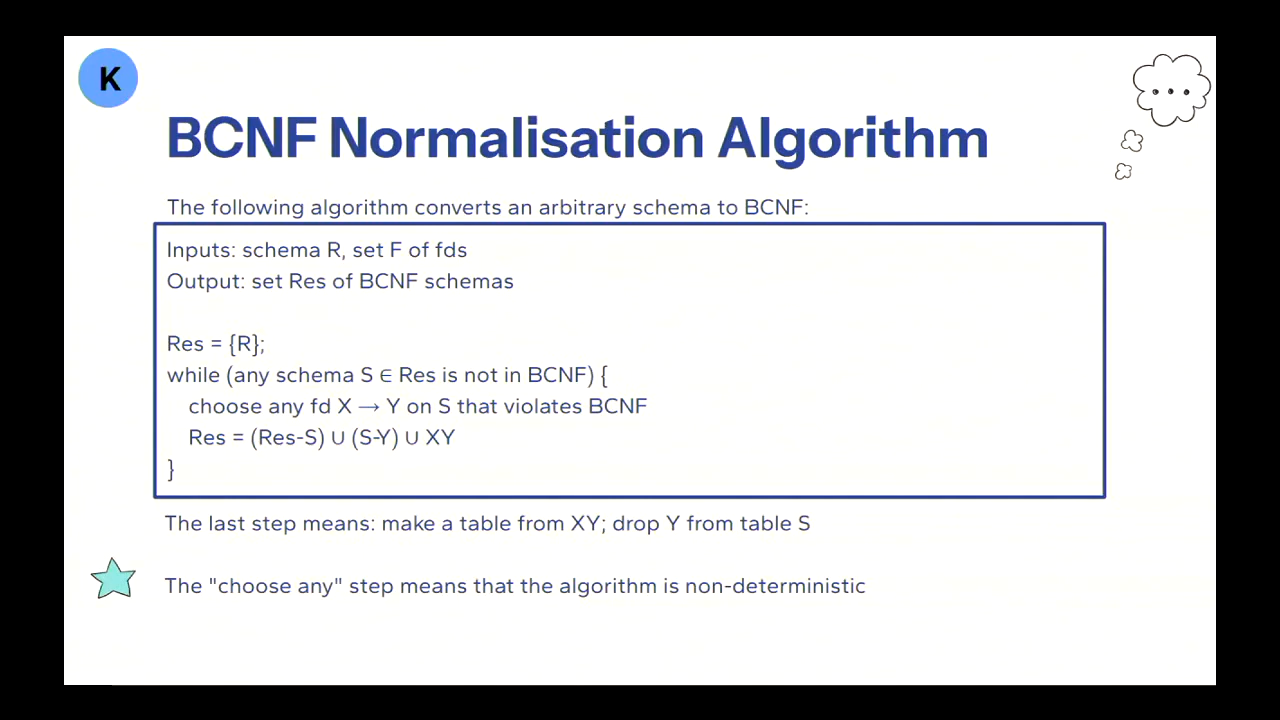 K
BCNF Normalisation Algorithm
The following algorithm converts an arbitrary schema to BCNF:
Inputs: schema R, set F of fds
Output: set Res of BCNF schemas
Res = {R};
while (any schema S ∈ Res is not in BCNF) {
choose any fd X → Y on S that violates BCNF
Res = (Res-S) ∪ (S-Y) ∪ XY
}
The last step means: make a table from XY; drop Y from table S
The "choose any" step means that the algorithm is non-deterministic